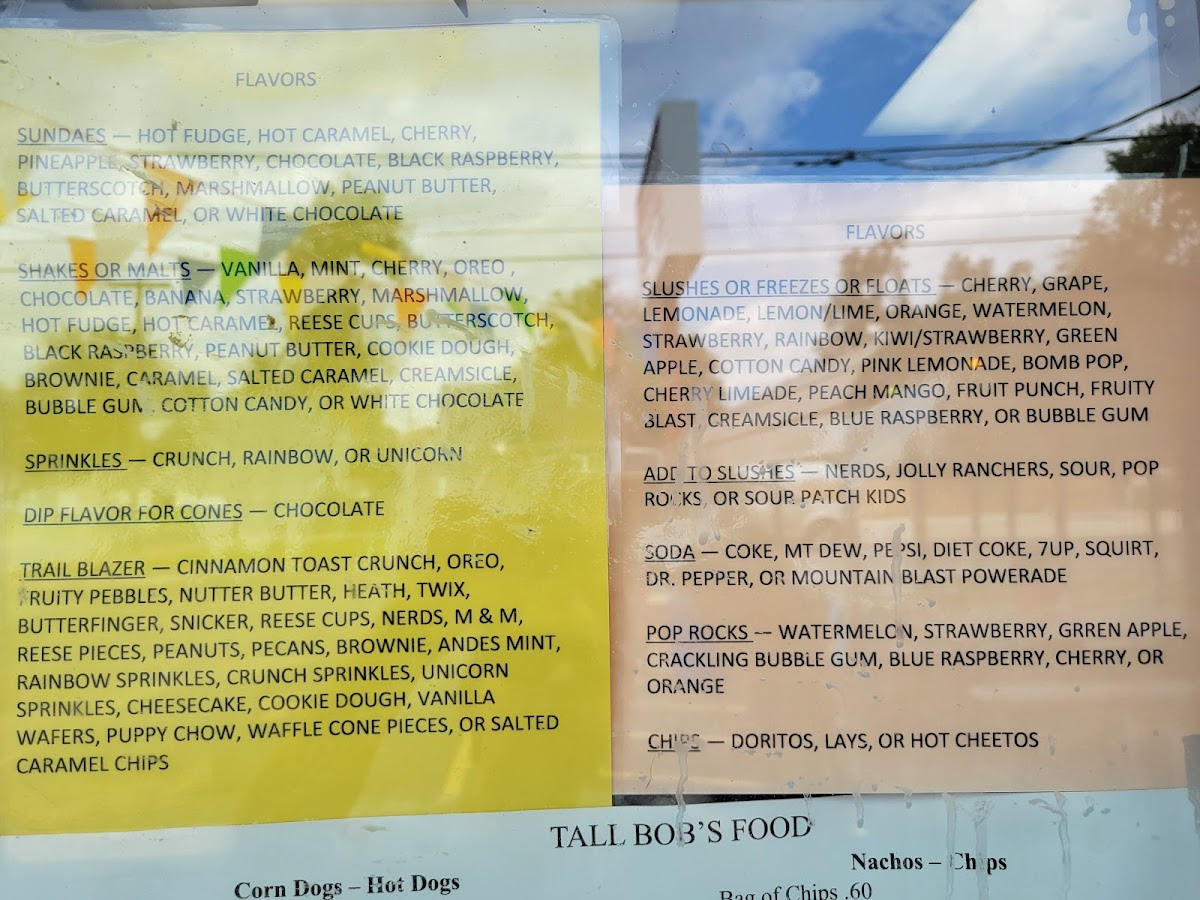 FLAVORS
SUNDAES — HOT FUDGE, HOT CARAMEL, CHERRY,
PINEAPPLE, STRAWBERRY, CHOCOLATE, BLACK RASPBERRY,
BUTTERSCOTCH, MARSHMALLOW, PEANUT BUTTER,
SALTED CARAMEL, OR WHITE CHOCOLATE
SHAKES OR MALTS — VANILLA, MINT, CHERRY, OREO ,
CHOCOLATE, BANANA, STRAWBERRY, MARSHMALLOW,
HOT FUDGE, HOT CARAMEL, REESE CUPS, BUTTERSCOTCH,
BLACK RASPBERRY, PEANUT BUTTER, COOKIE DOUGH,
BROWNIE, CARAMEL, SALTED CARAMEL, CREAMSICLE,
BUBBLE GUM, COTTON CANDY, OR WHITE CHOCOLATE
SPRINKLES — CRUNCH, RAINBOW, OR UNICORN
DIP FLAVOR FOR CONES — CHOCOLATE
TRAIL BLAZER — CINNAMON TOAST CRUNCH, OREO,
FRUITY PEBBLES, NUTTER BUTTER, HEATH, TWIX,
BUTTERFINGER, SNICKER, REESE CUPS, NERDS, M & M,
REESE PIECES, PEANUTS, PECANS, BROWNIE, ANDES MINT,
RAINBOW SPRINKLES, CRUNCH SPRINKLES, UNICORN
SPRINKLES, CHEESECAKE, COOKIE DOUGH, VANILLA
WAFERS, PUPPY CHOW, WAFFLE CONE PIECES, OR SALTED
CARAMEL CHIPS
FLAVORS
SLUSHES OR FREEZES OR FLOATS — CHERRY, GRAPE,
LEMONADE, LEMON/LIME, ORANGE, WATERMELON,
STRAWBERRY, RAINBOW, KIWI/STRAWBERRY, GREEN
APPLE, COTTON CANDY, PINK LEMONADE, BOMB POP,
CHERRY LIMEADE, PEACH MANGO, FRUIT PUNCH, FRUITY
BLAST, CREAMSICLE, BLUE RASPBERRY, OR BUBBLE GUM
ADD TO SLUSHES — NERDS, JOLLY RANCHERS, SOUR, POP
ROCKS, OR SOUR PATCH KIDS
SODA — COKE, MT DEW, PEPSI, DIET COKE, 7UP, SQUIRT,
DR. PEPPER, OR MOUNTAIN BLAST POWERADE
POP ROCKS -- WATERMELON, STRAWBERRY, GRREN APPLE,
CRACKLING BUBBLE GUM, BLUE RASPBERRY, CHERRY, OR
ORANGE
CHIPS — DORITOS, LAYS, OR HOT CHEETOS
TALL BOB'S FOOD
Corn Dogs – Hot Dogs
Nachos – Chips
Bag of Chips .60